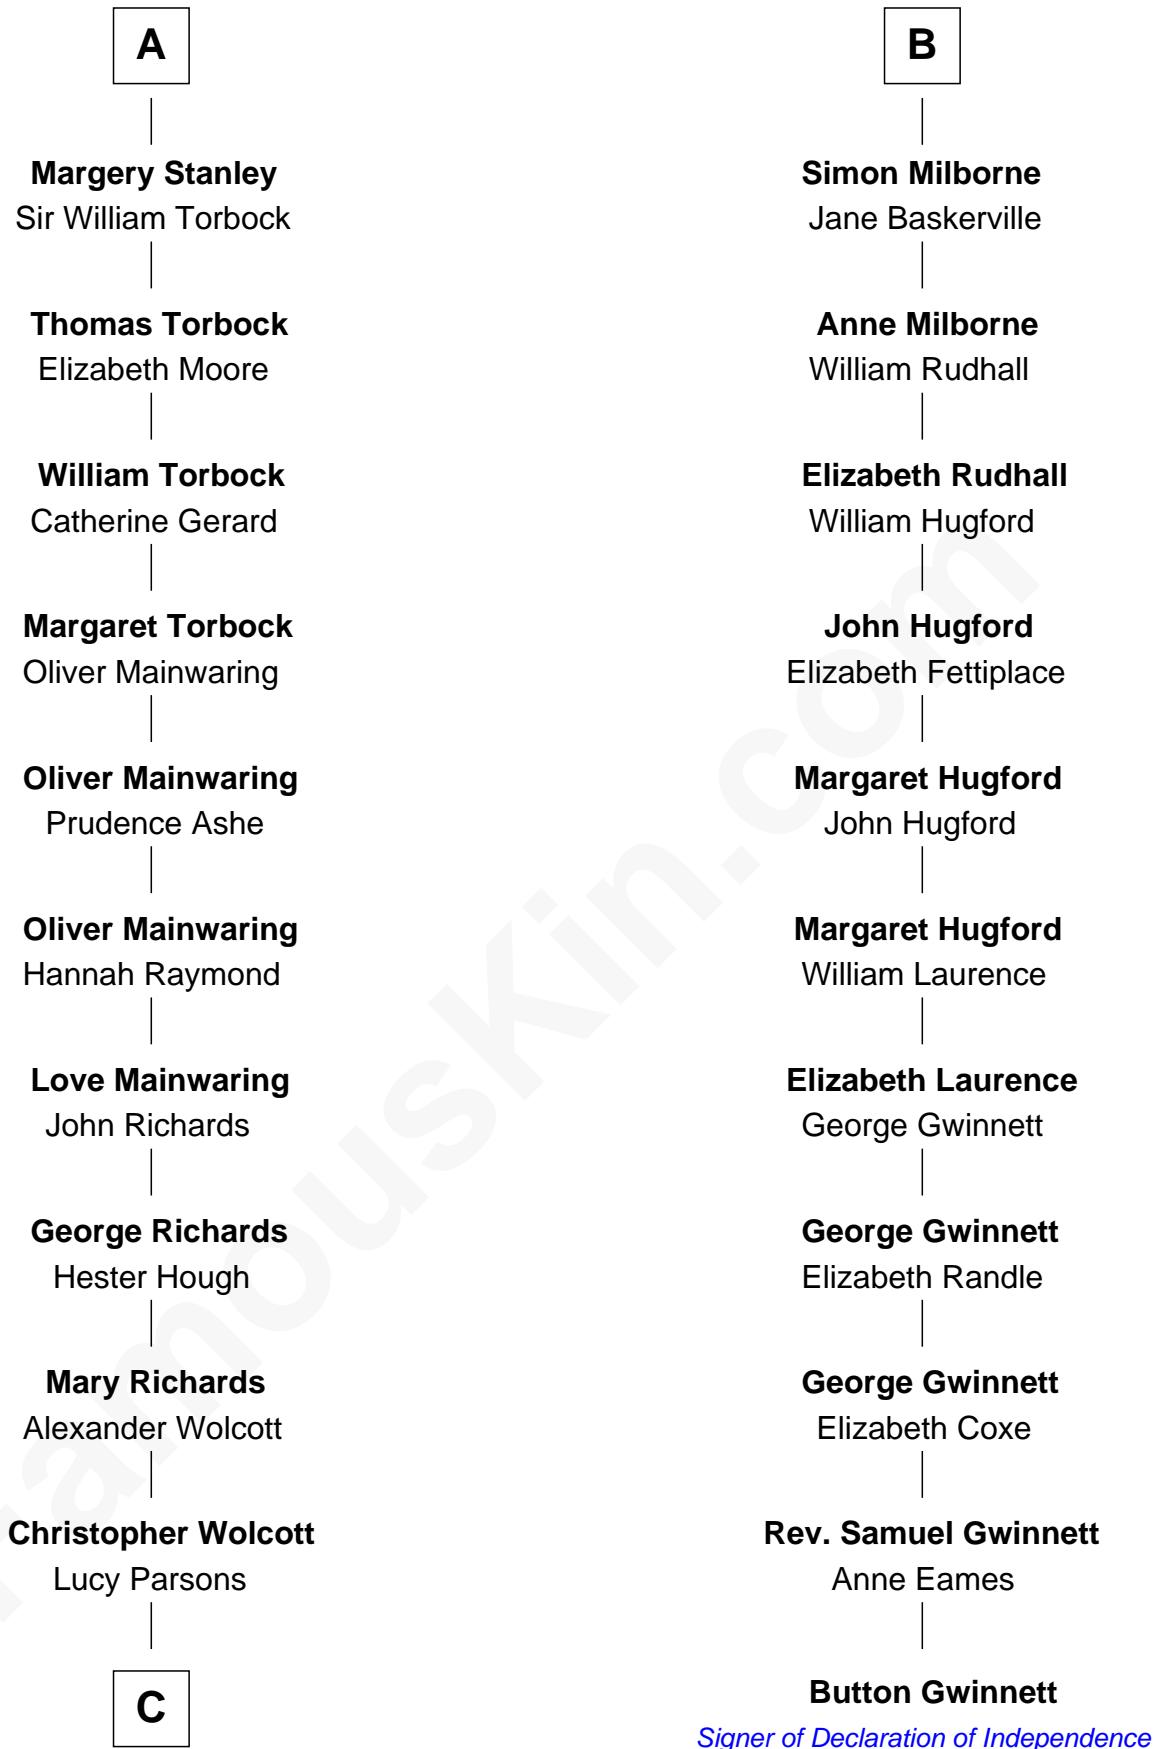 A
Margery Stanley
Sir William Torbock
Thomas Torbock
Elizabeth Moore
William Torbock
Catherine Gerard
Margaret Torbock
Oliver Mainwaring
Oliver Mainwaring
Prudence Ashe
Oliver Mainwaring
Hannah Raymond
Love Mainwaring
John Richards
George Richards
Hester Hough
Mary Richards
Alexander Wolcott
Christopher Wolcott
Lucy Parsons
C
B
Simon Milborne
Jane Baskerville
Anne Milborne
William Rudhall
Elizabeth Rudhall
William Hugford
John Hugford
Elizabeth Fettiplace
Margaret Hugford
John Hugford
Margaret Hugford
William Laurence
Elizabeth Laurence
George Gwinnett
George Gwinnett
Elizabeth Randle
George Gwinnett
Elizabeth Coxe
Rev. Samuel Gwinnett
Anne Eames
Button Gwinnett
Signer of Declaration of Independence
FamousKin.com